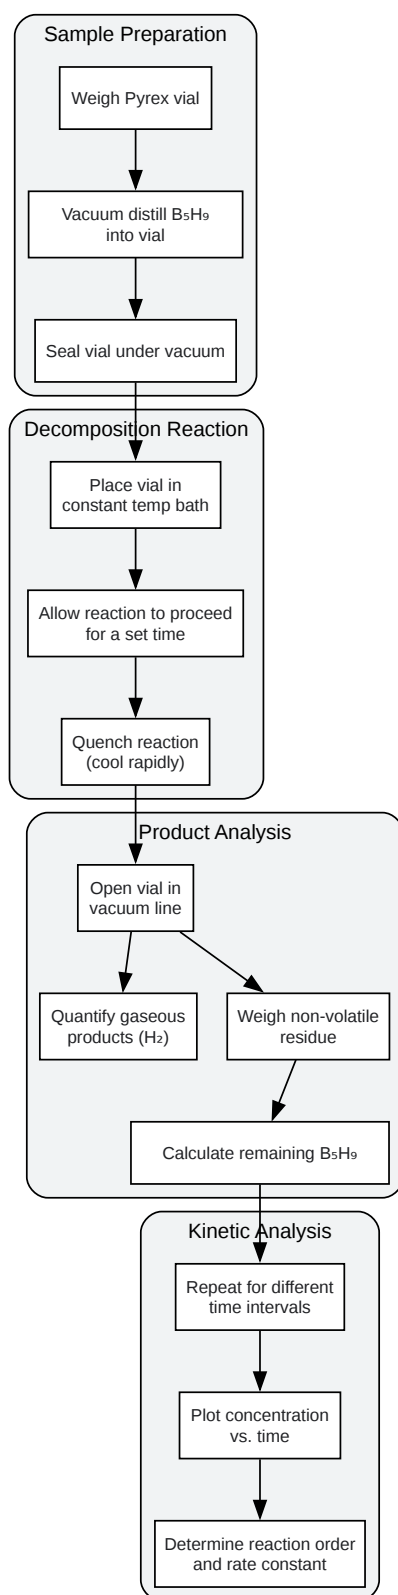 Sample Preparation
Weigh Pyrex vial
Vacuum distill B₅H₉
into vial
Seal vial under vacuum
Decomposition Reaction
Place vial in
constant temp bath
Allow reaction to proceed
for a set time
Quench reaction
(cool rapidly)
Product Analysis
Open vial in
vacuum line
Quantify gaseous
products (H₂)
Weigh non-volatile
residue
Calculate remaining B₅H₉
Kinetic Analysis
Repeat for different
time intervals
Plot concentration
vs. time
Determine reaction order
and rate constant